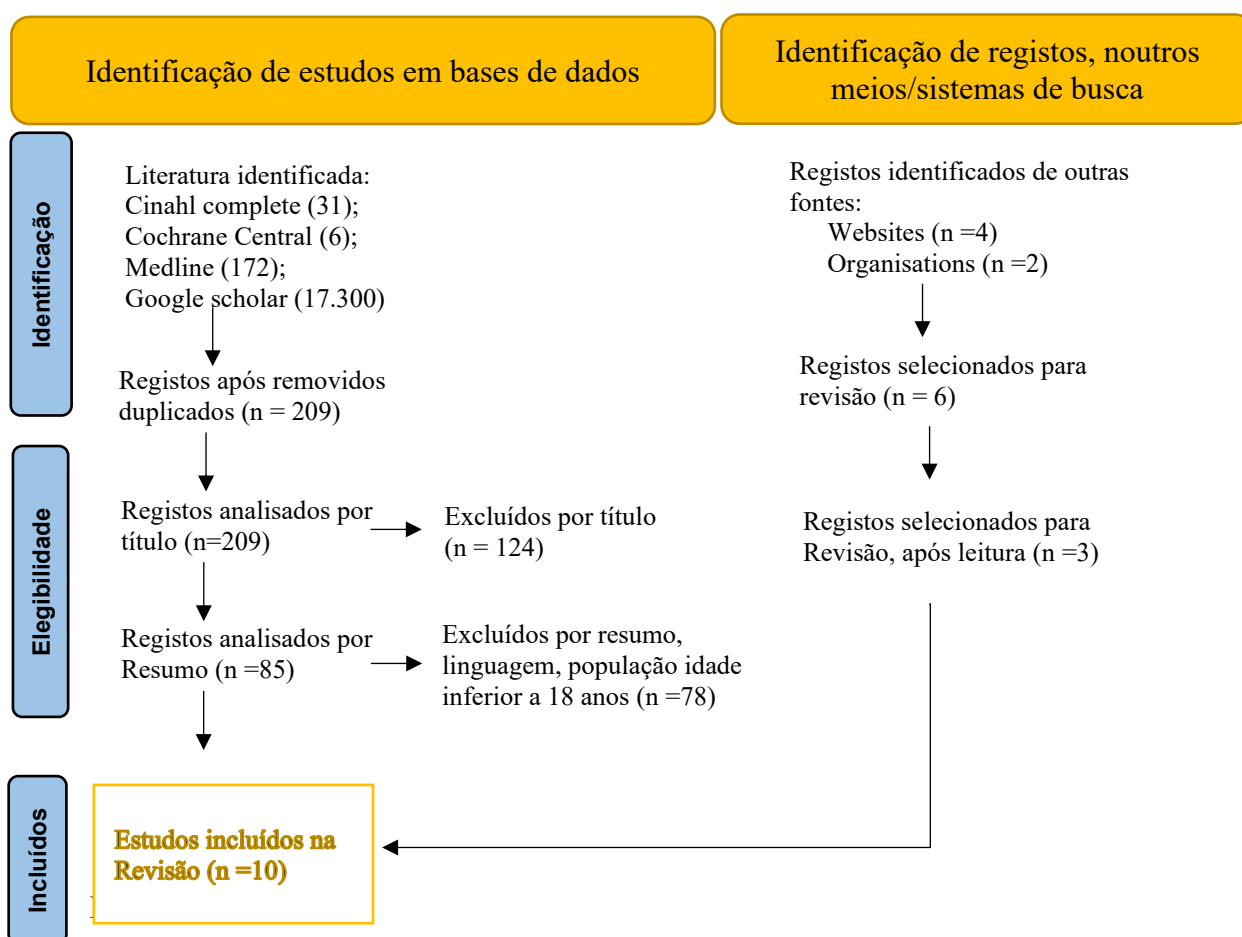 Identificação de estudos em bases de dados
Identificação de registos, noutros
meios/sistemas de busca
Identificação
Literatura identificada:
Cinahl complete (31);
Cochrane Central (6);
Medline (172);
Google scholar (17.300)
Registos após removidos
duplicados (n = 209)
Registos identificados de outras
fontes:
Websites (n =4)
Organisations (n =2)
Registos selecionados para
revisão (n = 6)
Elegibilidade
Registos analisados por
título (n=209)
Excluídos por título
(n = 124)
Registos selecionados para
Revisão, após leitura (n =3)
Registos analisados por
Resumo (n =85)
Excluídos por resumo,
linguagem, população idade
inferior a 18 anos (n =78)
Incluídos
Estudos incluídos na
Revisão (n =10)